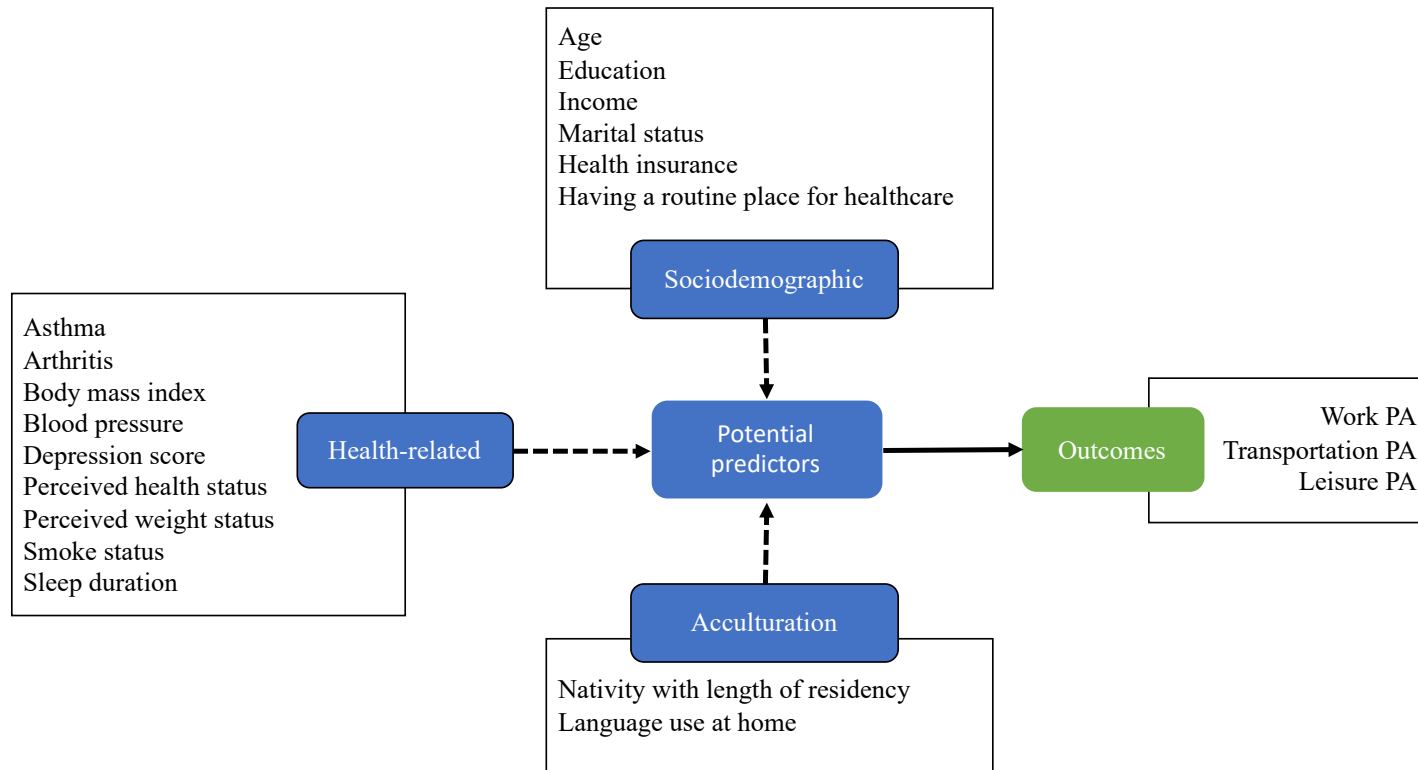 Age
Education
Income
Marital status
Health insurance
Having a routine place for healthcare
Sociodemographic
Asthma
Arthritis
Body mass index
Blood pressure
Depression score
Perceived health status
Perceived weight status
Smoke status
Sleep duration
Health-related
Potential
predictors
Outcomes
Work PA
Transportation PA
Leisure PA
Acculturation
Nativity with length of residency
Language use at home